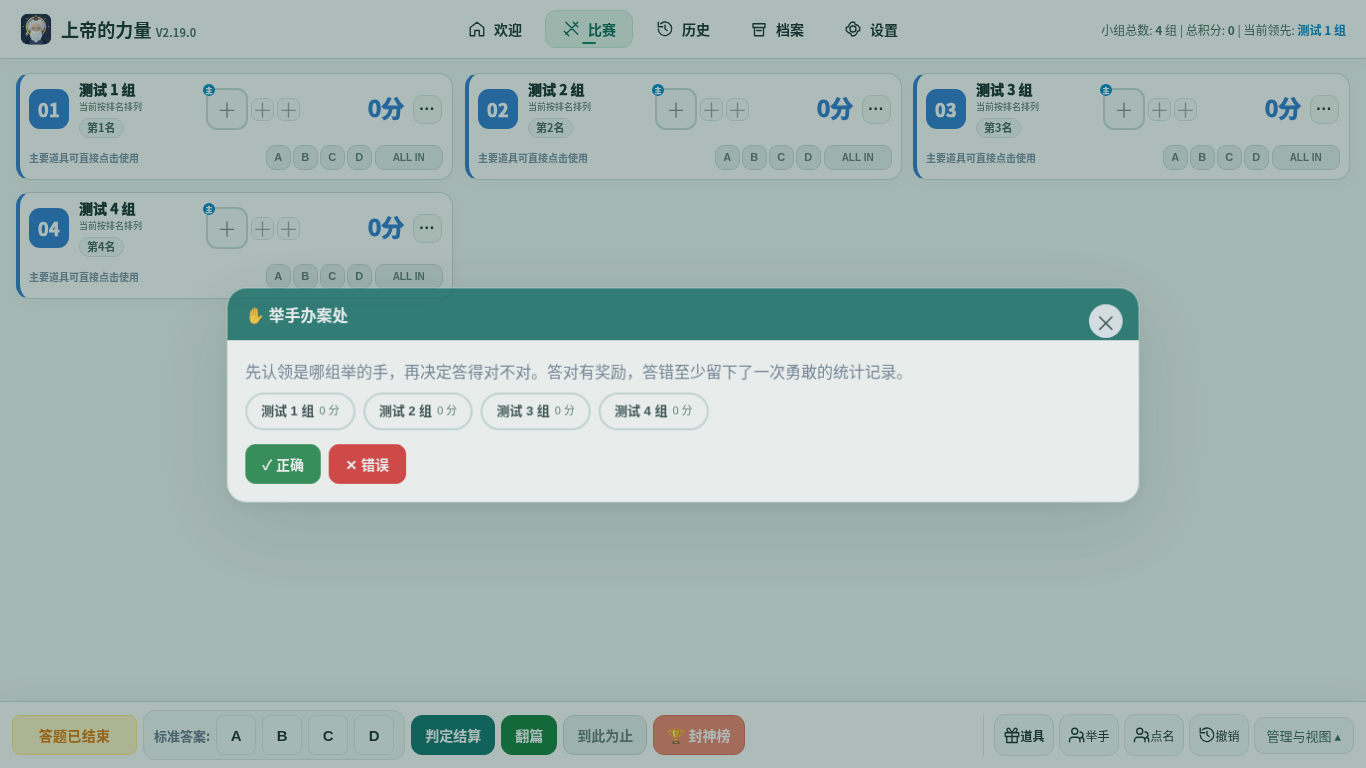 上帝的力量 V2.19.0
欢迎
比赛
历史
档案
设置
小组总数: 4 组 | 总积分: 0 | 当前领先: 测试 1 组
01
测试 1 组
当前按排名排列
第1名
主
0分
主要道具可直接点击使用
A B C D ALL IN
02
测试 2 组
当前按排名排列
第2名
主
0分
主要道具可直接点击使用
A B C D ALL IN
03
测试 3 组
当前按排名排列
第3名
主
0分
主要道具可直接点击使用
A B C D ALL IN
04
测试 4 组
当前按排名排列
第4名
主
0分
主要道具可直接点击使用
A B C D ALL IN
✋ 举手办案处
先认领是哪组举的手，再决定答得对不对。答对有奖励，答错至少留下了一次勇敢的统计记录。
测试 1 组 0 分
测试 2 组 0 分
测试 3 组 0 分
测试 4 组 0 分
✓ 正确
✕ 错误
答题已结束
标准答案: A B C D
判定结算
翻篇
到此为止
🏆 封神榜
道具
举手
点名
撤销
管理与视图 ▴